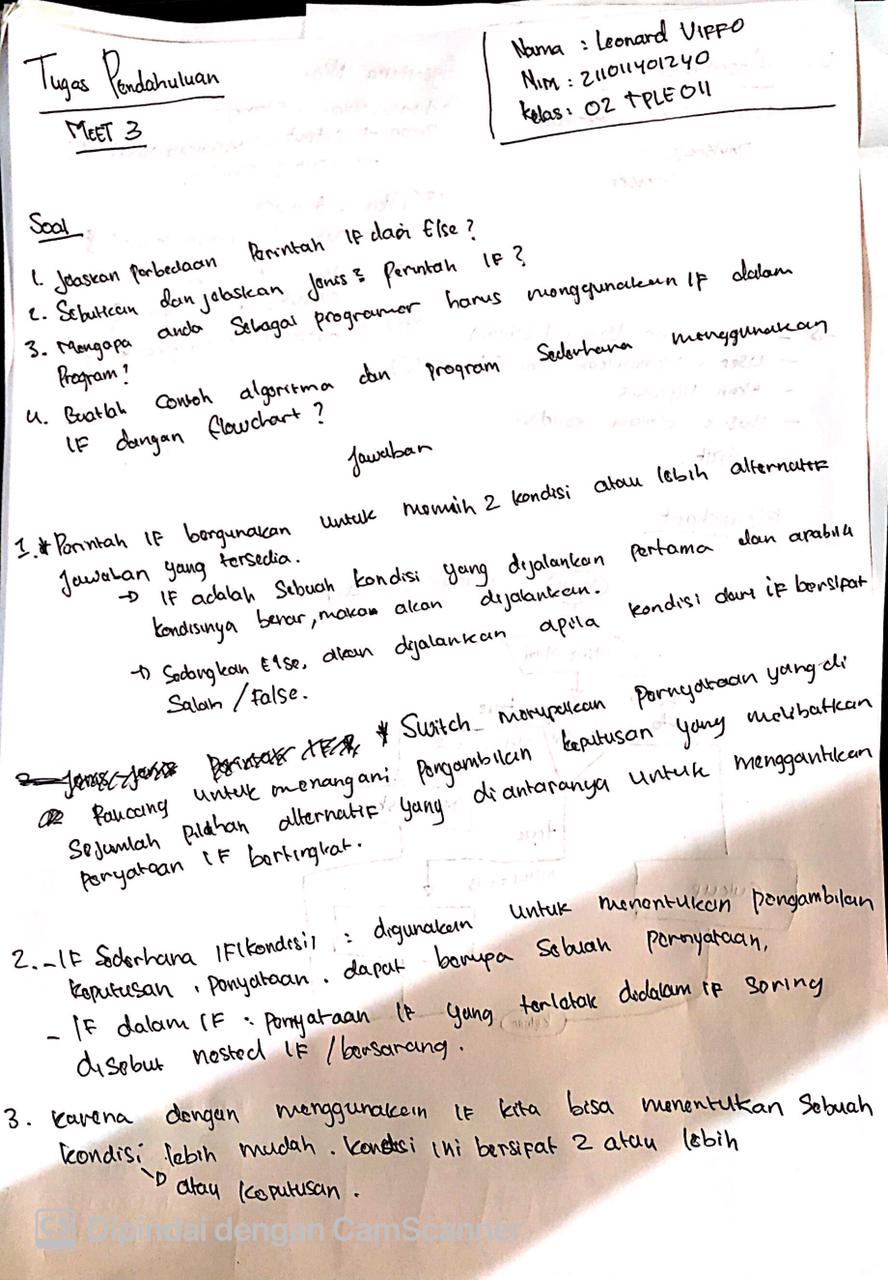 Tugas Pendahuluan
MEET 3
Nama : Leonard VIFFO
NIM : 211011401240
Kelas : 02 TPLE011
Soal
1. Jelaskan perbedaan Perintah IF dan Else ?
2. Sebutkan dan jelaskan Jenis² Perintah IF ?
3. Mengapa anda Sebagai programer harus menggunakan IF dalam
Program ?
4. Buatlah Contoh algoritma dan program Sederhana menggunakan
IF dengan flowchart ?
Jawaban
1. * Perintah IF bergunakan untuk memilih 2 kondisi atau lebih alternatif
Jawaban yang tersedia.
→ IF adalah Sebuah kondisi yang dijalankan pertama dan apabila
kondisinya benar, maka akan dijalankan.
→ Sedangkan Else, akan dijalankan apila kondisi dari if bersifat
Salah / False.
* Switch merupakan Pernyataan yang di
Rancang untuk menangani pengambilan keputusan yang melibatkan
Sejumlah pilihan alternatif yang diantaranya untuk menggantikan
peryataan IF bertingkat.
2. - IF Sederhana IF(kondisi) : digunakan untuk menentukan pengambilan
keputusan, Penyataan. dapat berupa Sebuah pernyataan,
- IF dalam IF : Pernyataan IF yang terletak didalam IF Sering
disebut nested IF / bersarang.
3. Karena dengan menggunakan IF kita bisa menentukan Sebuah
kondisi lebih mudah. kondisi ini bersifat 2 atau lebih
→ atau keputusan.
CS Dipindai dengan CamScanner